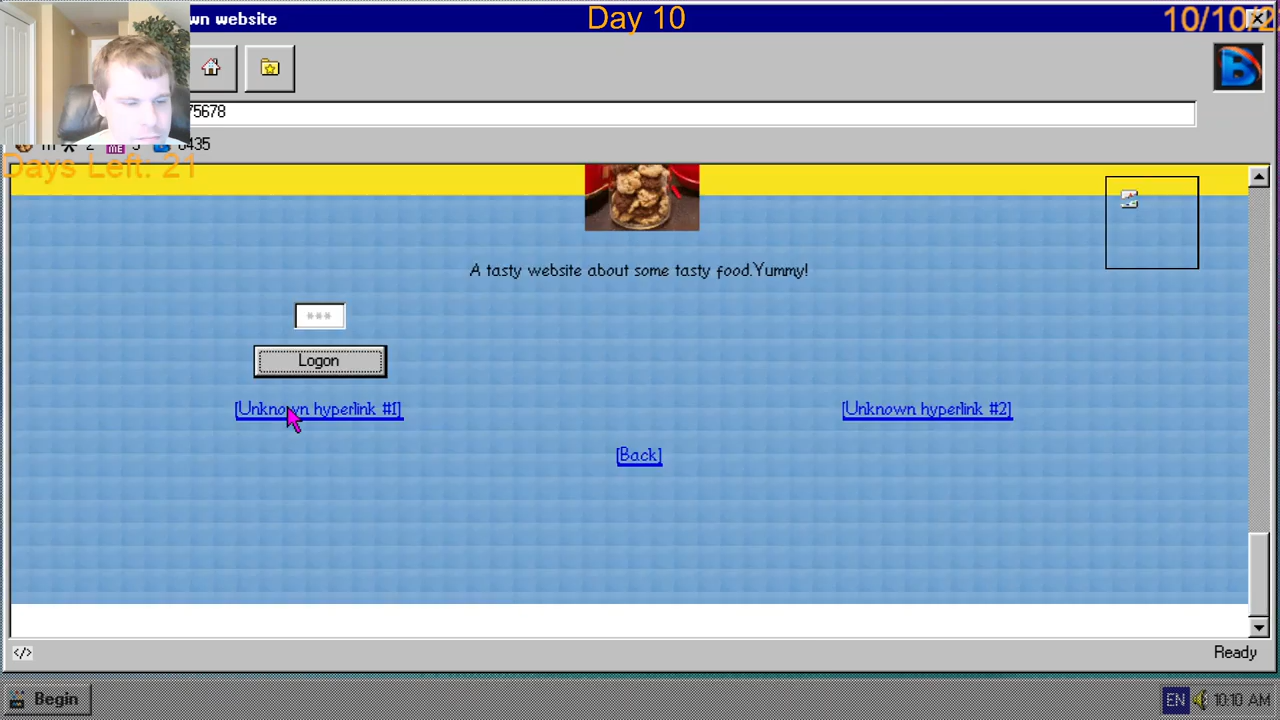 wn website
Day 10
10/10/2
75678
Days Left: 21
A tasty website about some tasty food.Yummy!
***
Logon
[Unknown hyperlink #1]
[Unknown hyperlink #2]
[Back]
</>
Ready
Begin
EN
10:10 AM